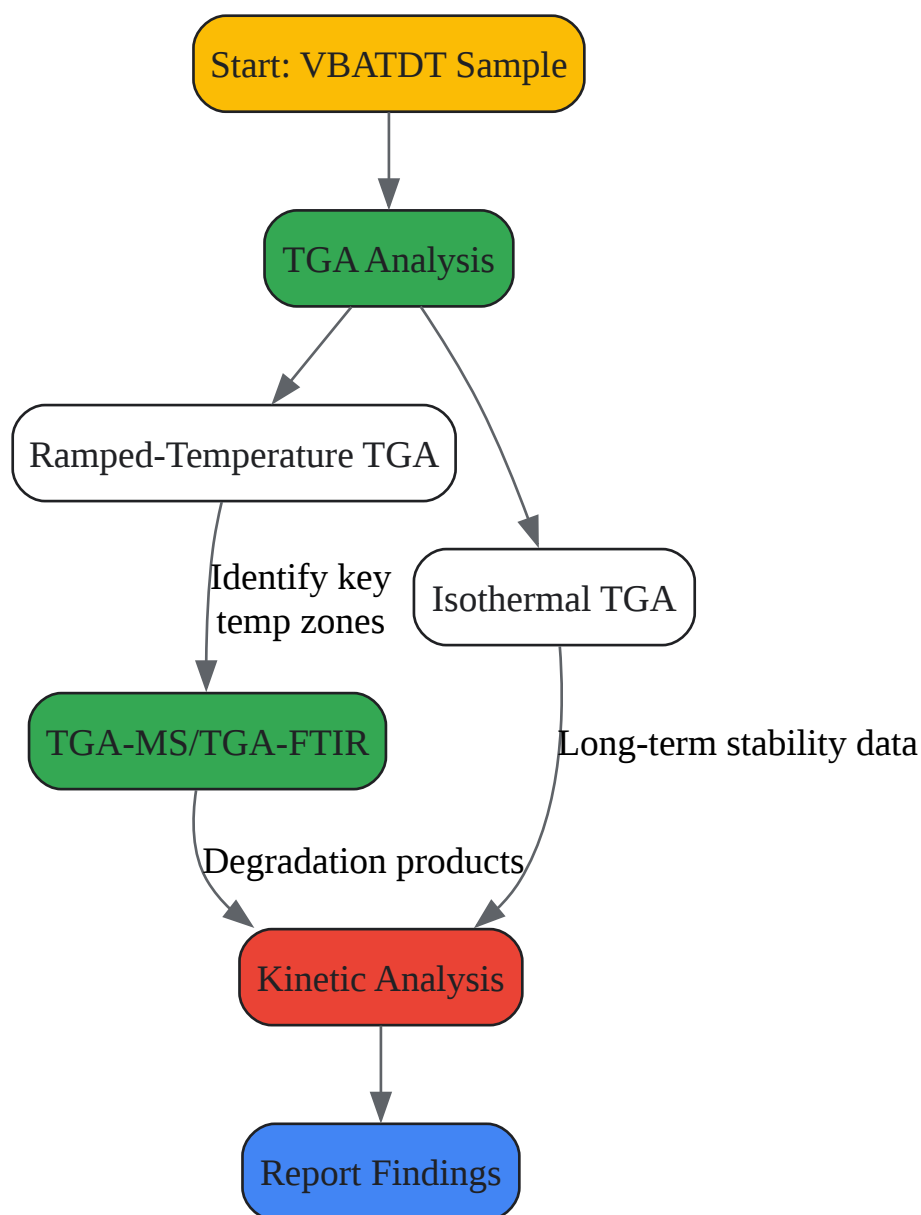 Start: VBATDT Sample
TGA Analysis
Ramped-Temperature TGA
Identify key
temp zones
Isothermal TGA
TGA-MS/TGA-FTIR
Long-term stability data
Degradation products
Kinetic Analysis
Report Findings